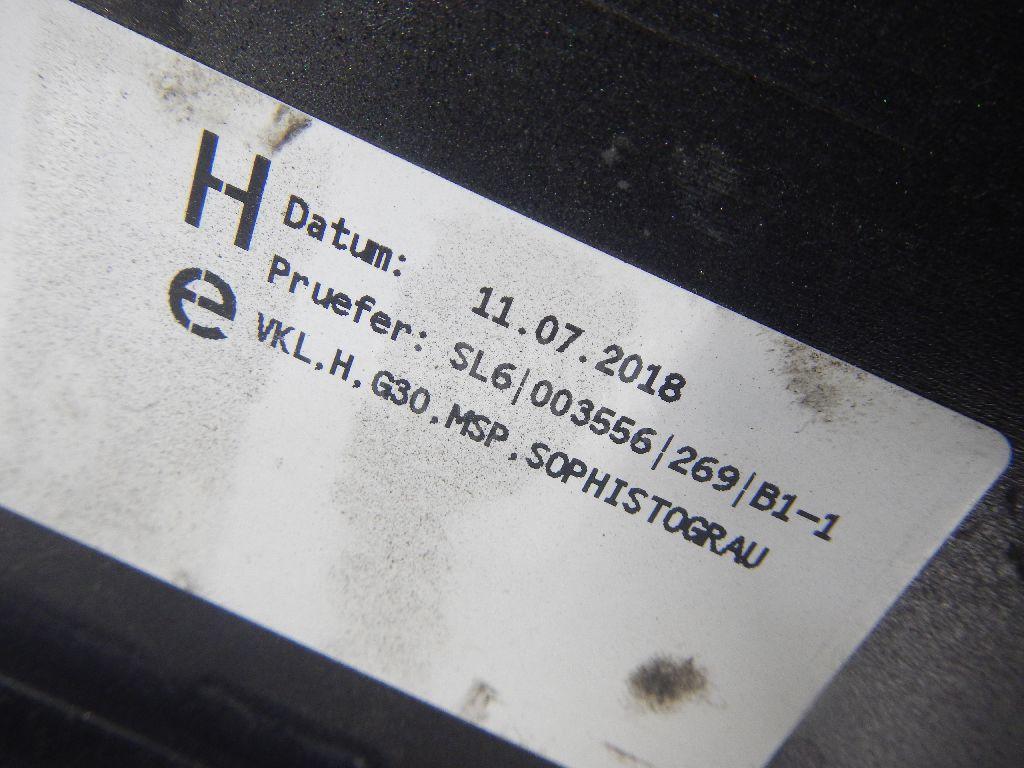 H Datum: 11.07.2018
Pruefer: SL6|003556|269|B1-1
e VKL.H.G30.MSP.SOPHISTOGRAU